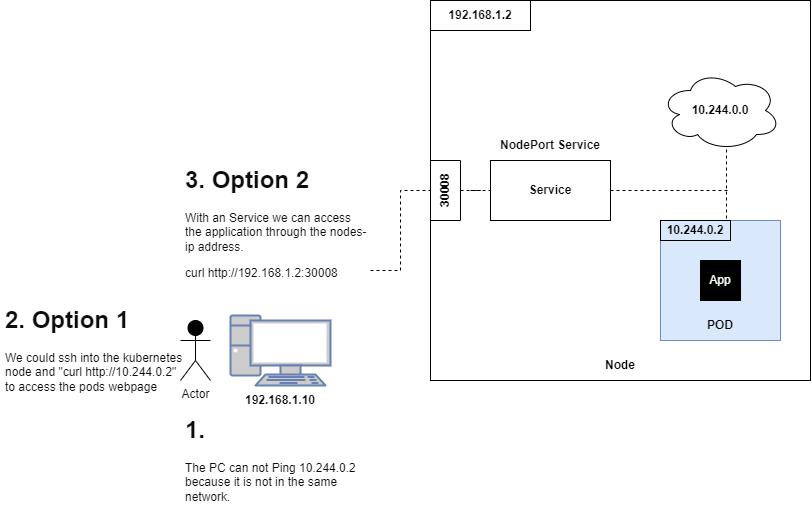 192.168.1.2
10.244.0.0
NodePort Service
30008
Service
3. Option 2
With an Service we can access
the application through the nodes-
ip address.
curl http://192.168.1.2:30008
10.244.0.2
App
POD
Node
2. Option 1
We could ssh into the kubernetes
node and "curl http://10.244.0.2"
to access the pods webpage
Actor
192.168.1.10
1.
The PC can not Ping 10.244.0.2
because it is not in the same
network.